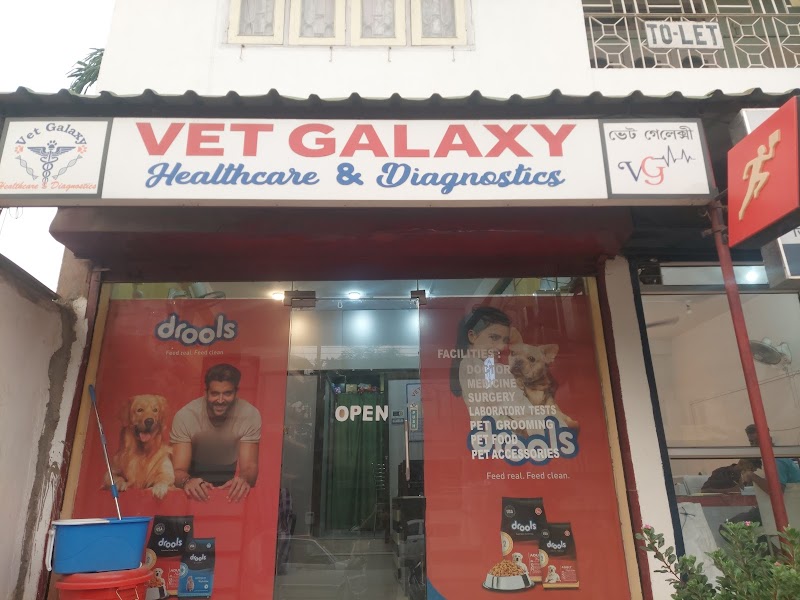 TO-LET
Vet Galaxy
Healthcare & Diagnostics
VET GALAXY
Healthcare & Diagnostics
ভেট গেলেক্সী
VG
drools
Feed real. Feed clean.
OPEN
FACILITIES :
DOCTOR
MEDICINE
SURGERY
LABORATORY TESTS
PET GROOMING
PET FOOD
PET ACCESSORIES
drools
Feed real. Feed clean.
drools
drools
drools
drools